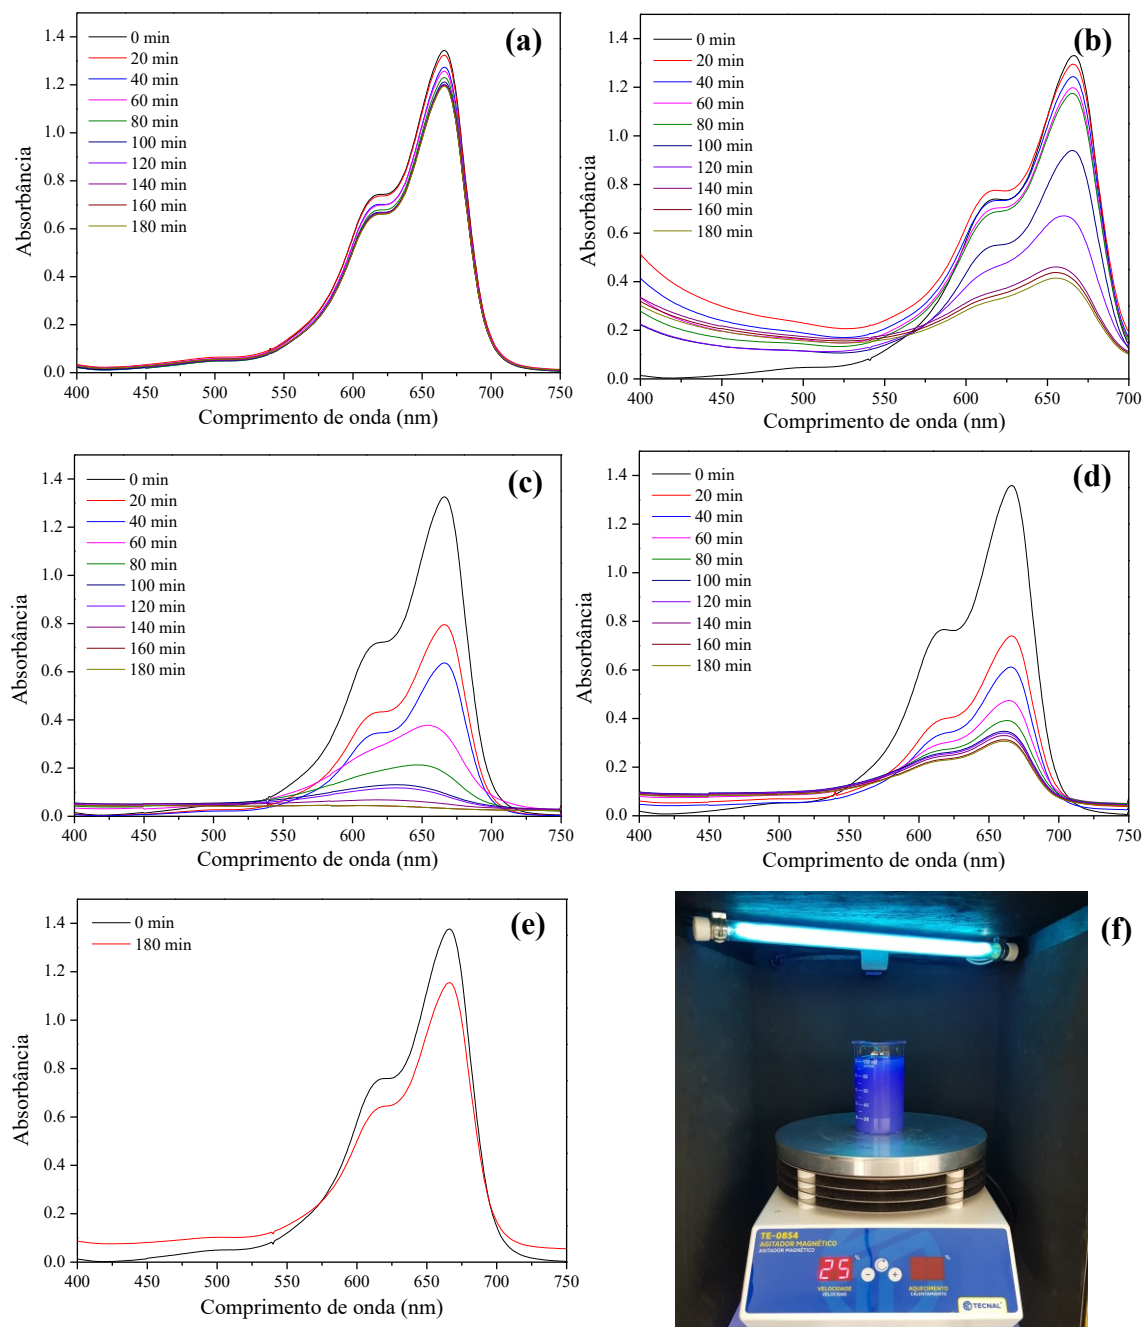 (a)
0 min
20 min
40 min
60 min
80 min
100 min
120 min
140 min
160 min
180 min
Absorbância
1.4
1.2
1.0
0.8
0.6
0.4
0.2
0.0
400 450 500 550 600 650 700 750
Comprimento de onda (nm)
(b)
0 min
20 min
40 min
60 min
80 min
100 min
120 min
140 min
160 min
180 min
Absorbância
1.4
1.2
1.0
0.8
0.6
0.4
0.2
0.0
400 450 500 550 600 650 700
Comprimento de onda (nm)
(c)
0 min
20 min
40 min
60 min
80 min
100 min
120 min
140 min
160 min
180 min
Absorbância
1.4
1.2
1.0
0.8
0.6
0.4
0.2
0.0
400 450 500 550 600 650 700 750
Comprimento de onda (nm)
(d)
0 min
20 min
40 min
60 min
80 min
100 min
120 min
140 min
160 min
180 min
Absorbância
1.4
1.2
1.0
0.8
0.6
0.4
0.2
0.0
400 450 500 550 600 650 700 750
Comprimento de onda (nm)
(e)
0 min
180 min
Absorbância
1.4
1.2
1.0
0.8
0.6
0.4
0.2
0.0
400 450 500 550 600 650 700 750
Comprimento de onda (nm)
(f)
TE-0854
AGITADOR MAGNÉTICO
AGITADOR MAGNÉTICO
25 %
%
VELOCIDADE
VELOCIDAD
AQUECIMENTO
CALENTAMIENTO
TECNAL